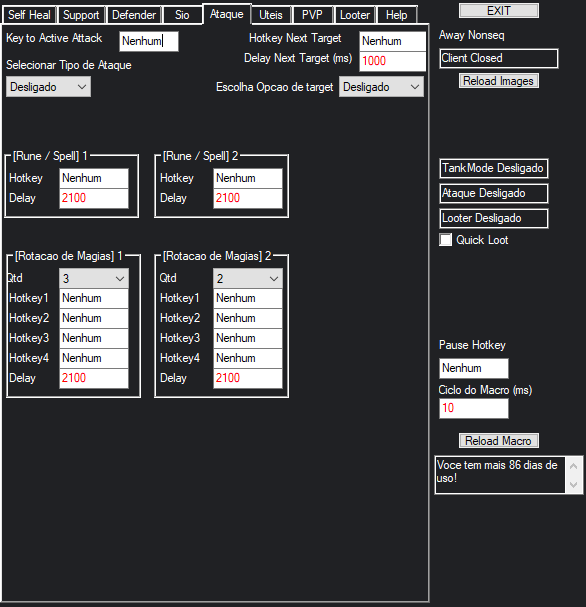 Self Heal Support Defender Sio Ataque Uteis PVP Looter Help
EXIT
Key to Active Attack Nenhum
Hotkey Next Target Nenhum
Delay Next Target (ms) 1000
Selecionar Tipo de Ataque
Desligado
Escolha Opcao de target Desligado
Away Nonseq
Client Closed
Reload Images
[Rune / Spell] 1
Hotkey Nenhum
Delay 2100
[Rune / Spell] 2
Hotkey Nenhum
Delay 2100
TankMode Desligado
Ataque Desligado
Looter Desligado
Quick Loot
[Rotacao de Magias] 1
Qtd 3
Hotkey1 Nenhum
Hotkey2 Nenhum
Hotkey3 Nenhum
Hotkey4 Nenhum
Delay 2100
[Rotacao de Magias] 2
Qtd 2
Hotkey1 Nenhum
Hotkey2 Nenhum
Hotkey3 Nenhum
Hotkey4 Nenhum
Delay 2100
Pause Hotkey
Nenhum
Ciclo do Macro (ms)
10
Reload Macro
Voce tem mais 86 dias de
uso!